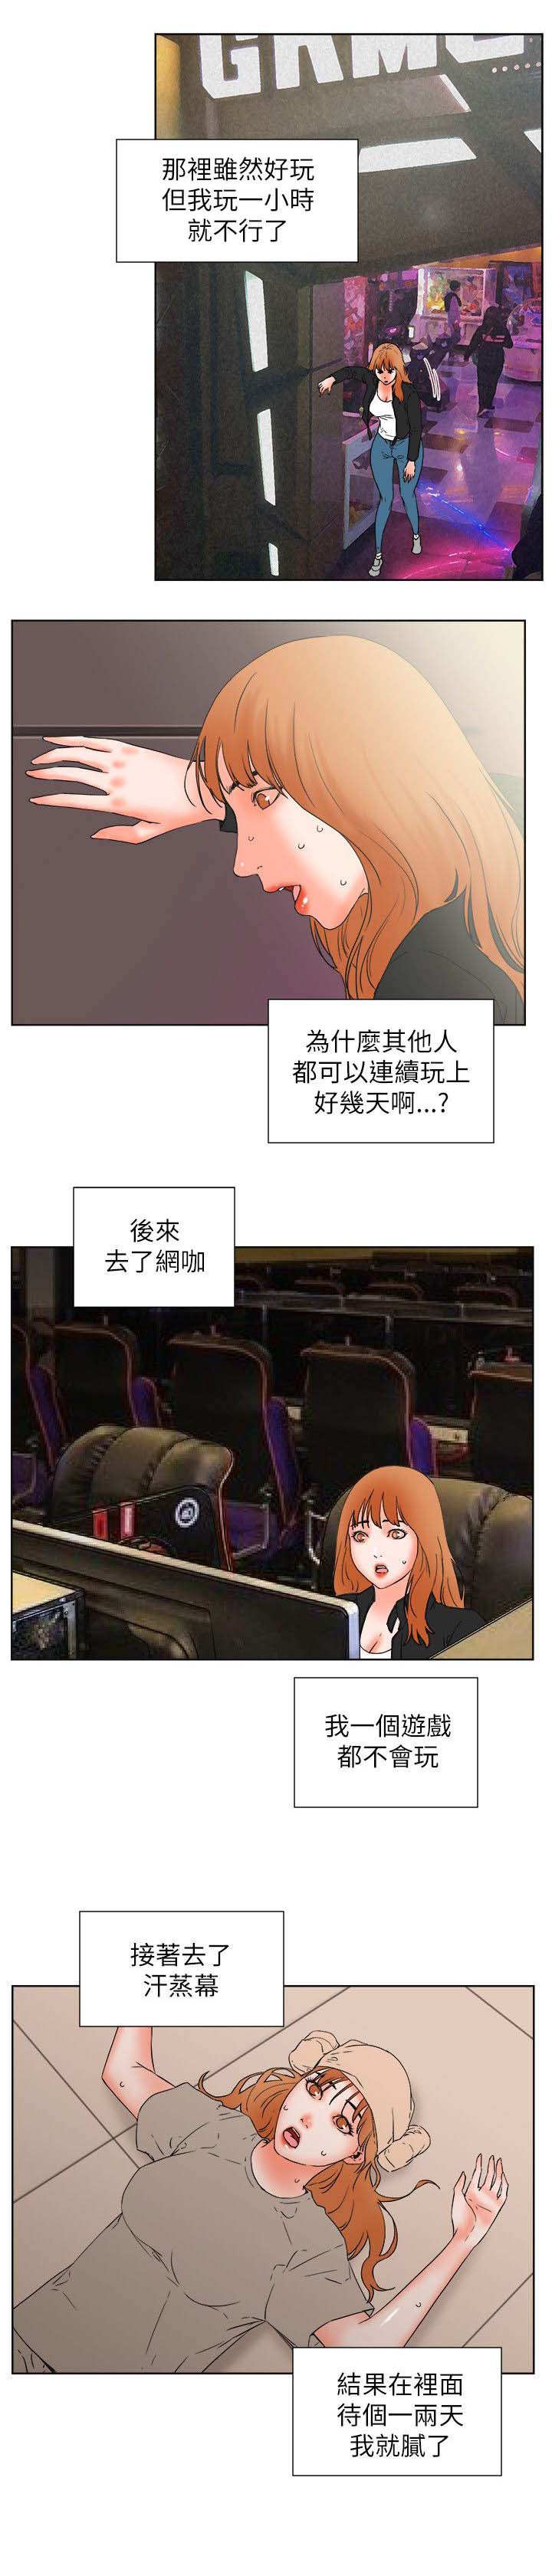 GAME
那裡雖然好玩
但我玩一小時
就不行了
為什麼其他人
都可以連續玩上
好幾天啊...?
後來
去了網咖
我一個遊戲
都不會玩
接著去了
汗蒸幕
結果在裡面
待個一兩天
我就膩了